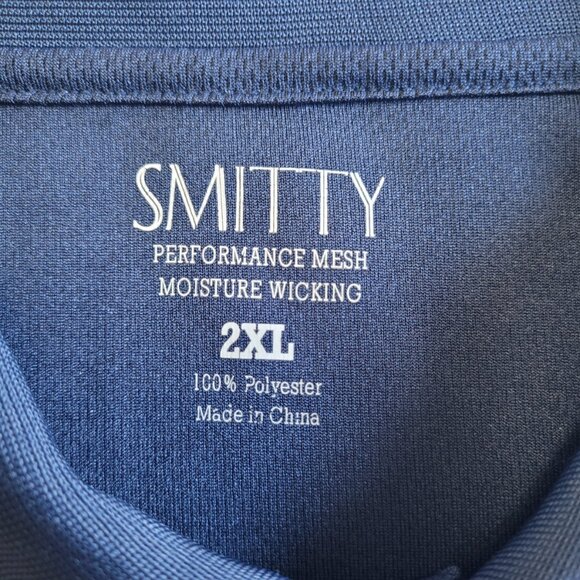 SMITTY
PERFORMANCE MESH
MOISTURE WICKING
2XL
100% Polyester
Made in China